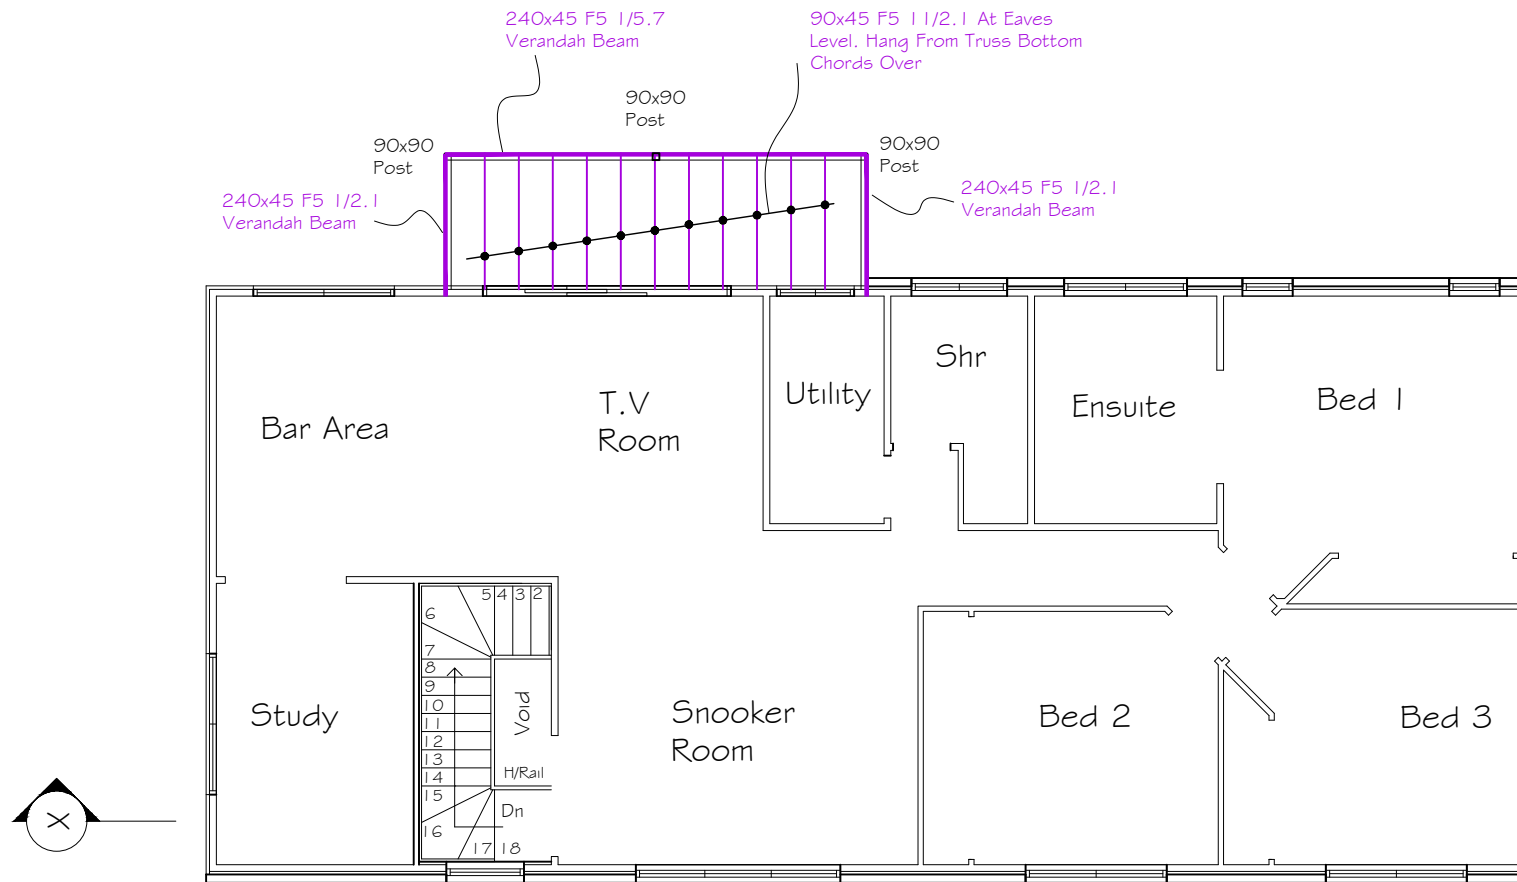 240x45 F5 1/5.7
Verandah Beam
90x45 F5 11/2.1 At Eaves
Level. Hang From Truss Bottom
Chords Over
90x90
Post
90x90
Post
90x90
Post
240x45 F5 1/2.1
Verandah Beam
240x45 F5 1/2.1
Verandah Beam
Bar Area
T.V
Room
Utility
Shr
Ensuite
Bed 1
5 4 3 2
6
7
8
9
10
11
12
13
14
15
16
17 18
Void
H/Rail
Dn
Study
Snooker
Room
Bed 2
Bed 3
X